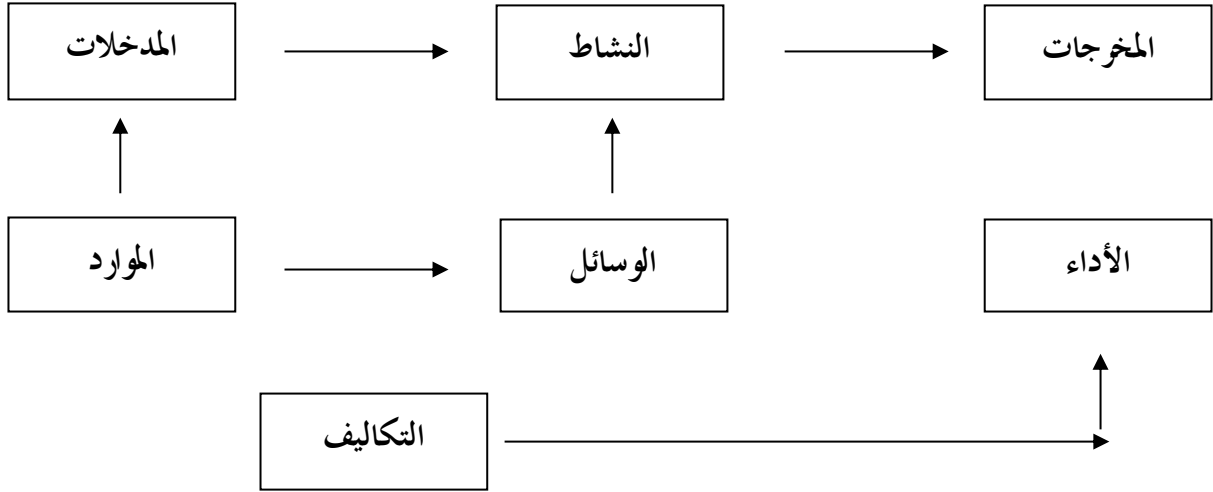 المدخلات
النشاط
المخرجات
الموارد
الوسائل
الأداء
التكاليف